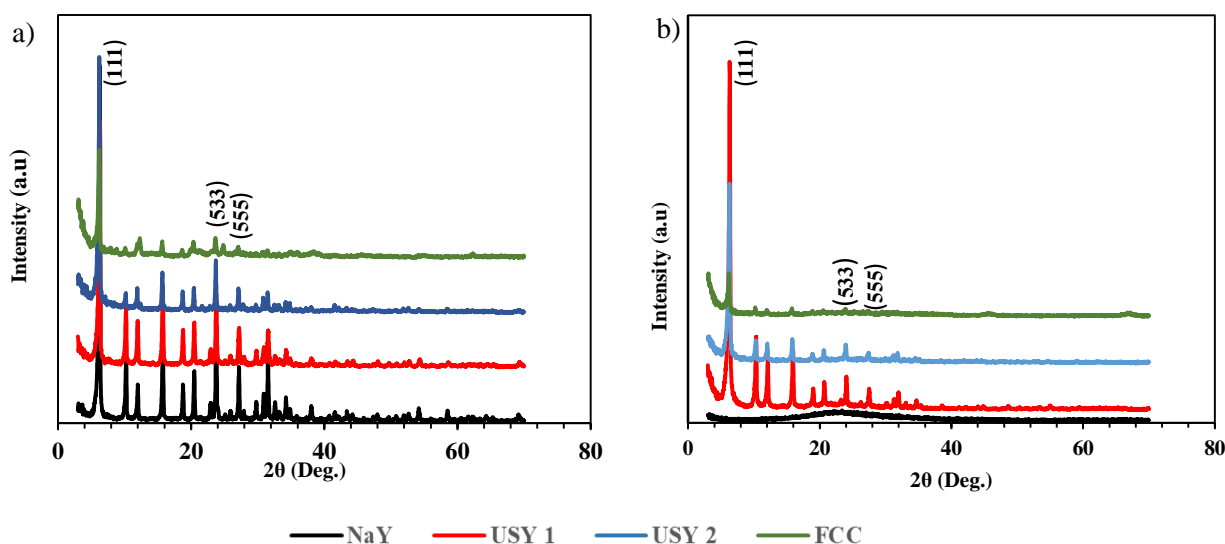 a)
(111)
(533)
(555)
Intensity (a.u)
0
20
40
60
80
2θ (Deg.)
b)
(111)
(533)
(555)
Intensity (a.u)
0
20
40
60
80
2θ (Deg.)
NaY USY 1 USY 2 FCC